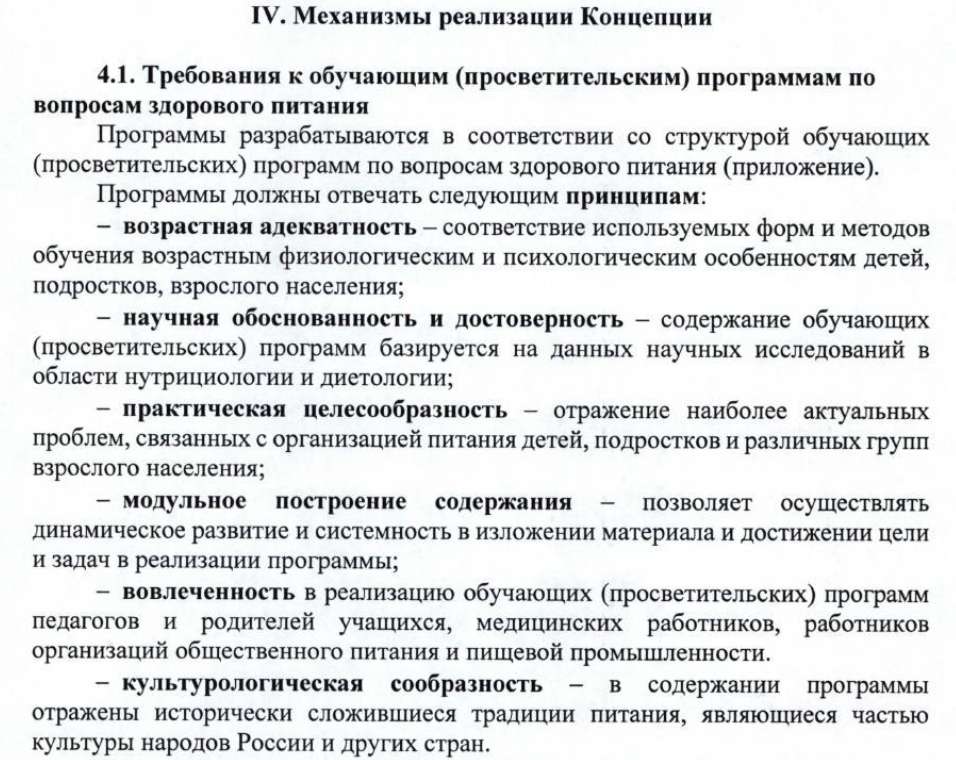 IV. Механизмы реализации Концепции
4.1. Требования к обучающим (просветительским) программам по
вопросам здорового питания
Программы разрабатываются в соответствии со структурой обучающих
(просветительских) программ по вопросам здорового питания (приложение).
Программы должны отвечать следующим принципам:
– возрастная адекватность – соответствие используемых форм и методов
обучения возрастным физиологическим и психологическим особенностям детей,
подростков, взрослого населения;
– научная обоснованность и достоверность – содержание обучающих
(просветительских) программ базируется на данных научных исследований в
области нутрициологии и диетологии;
– практическая целесообразность – отражение наиболее актуальных
проблем, связанных с организацией питания детей, подростков и различных групп
взрослого населения;
– модульное построение содержания – позволяет осуществлять
динамическое развитие и системность в изложении материала и достижении цели
и задач в реализации программы;
– вовлеченность в реализацию обучающих (просветительских) программ
педагогов и родителей учащихся, медицинских работников, работников
организаций общественного питания и пищевой промышленности.
– культурологическая сообразность – в содержании программы
отражены исторически сложившиеся традиции питания, являющиеся частью
культуры народов России и других стран.